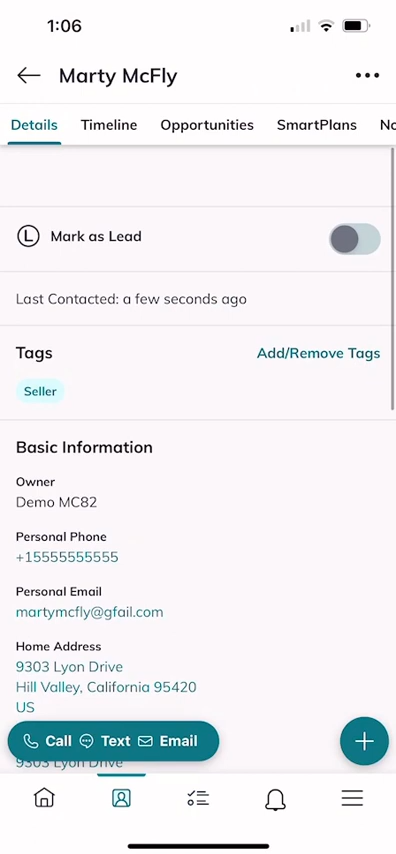 1:06
Marty McFly
Details Timeline Opportunities SmartPlans No
L Mark as Lead
Last Contacted: a few seconds ago
Tags Add/Remove Tags
Seller
Basic Information
Owner
Demo MC82
Personal Phone
+15555555555
Personal Email
martymcfly@gfail.com
Home Address
9303 Lyon Drive
Hill Valley, California 95420
US
Call Text Email
9303 Lyon Drive